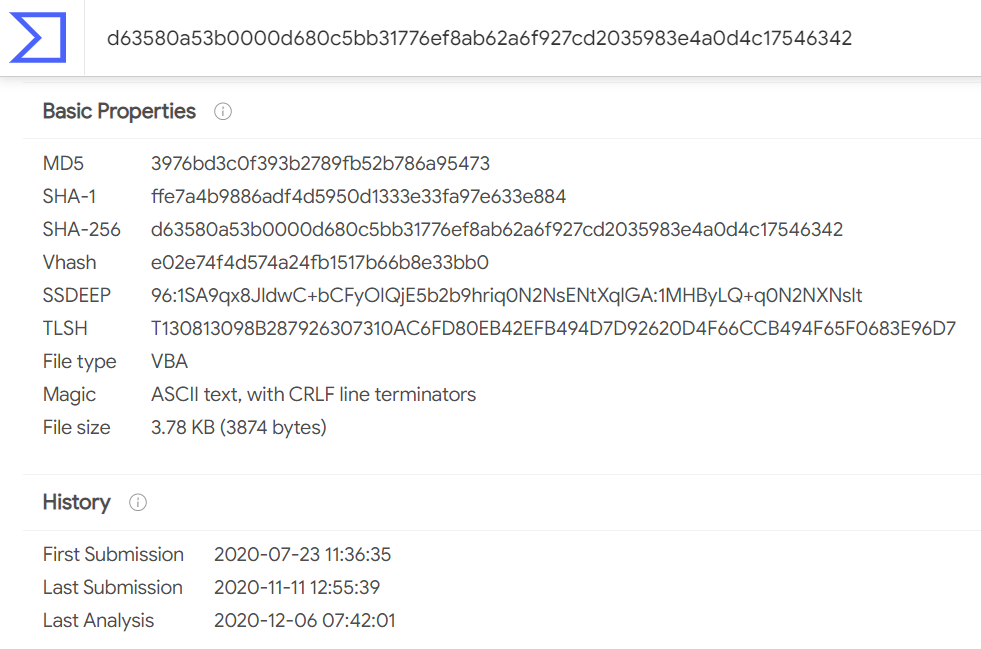 d63580a53b0000d680c5bb31776ef8ab62a6f927cd2035983e4a0d4c17546342
Basic Properties
MD5 3976bd3c0f393b2789fb52b786a95473
SHA-1 ffe7a4b9886adf4d5950d1333e33fa97e633e884
SHA-256 d63580a53b0000d680c5bb31776ef8ab62a6f927cd2035983e4a0d4c17546342
Vhash e02e74f4d574a24fb1517b66b8e33bb0
SSDEEP 96:1SA9qx8JldwC+bCFyOlQjE5b2b9hriq0N2NsENtXqlGA:1MHByLQ+q0N2NXNslt
TLSH T130813098B287926307310AC6FD80EB42EFB494D7D92620D4F66CCB494F65F0683E96D7
File type VBA
Magic ASCII text, with CRLF line terminators
File size 3.78 KB (3874 bytes)
History
First Submission 2020-07-23 11:36:35
Last Submission 2020-11-11 12:55:39
Last Analysis 2020-12-06 07:42:01